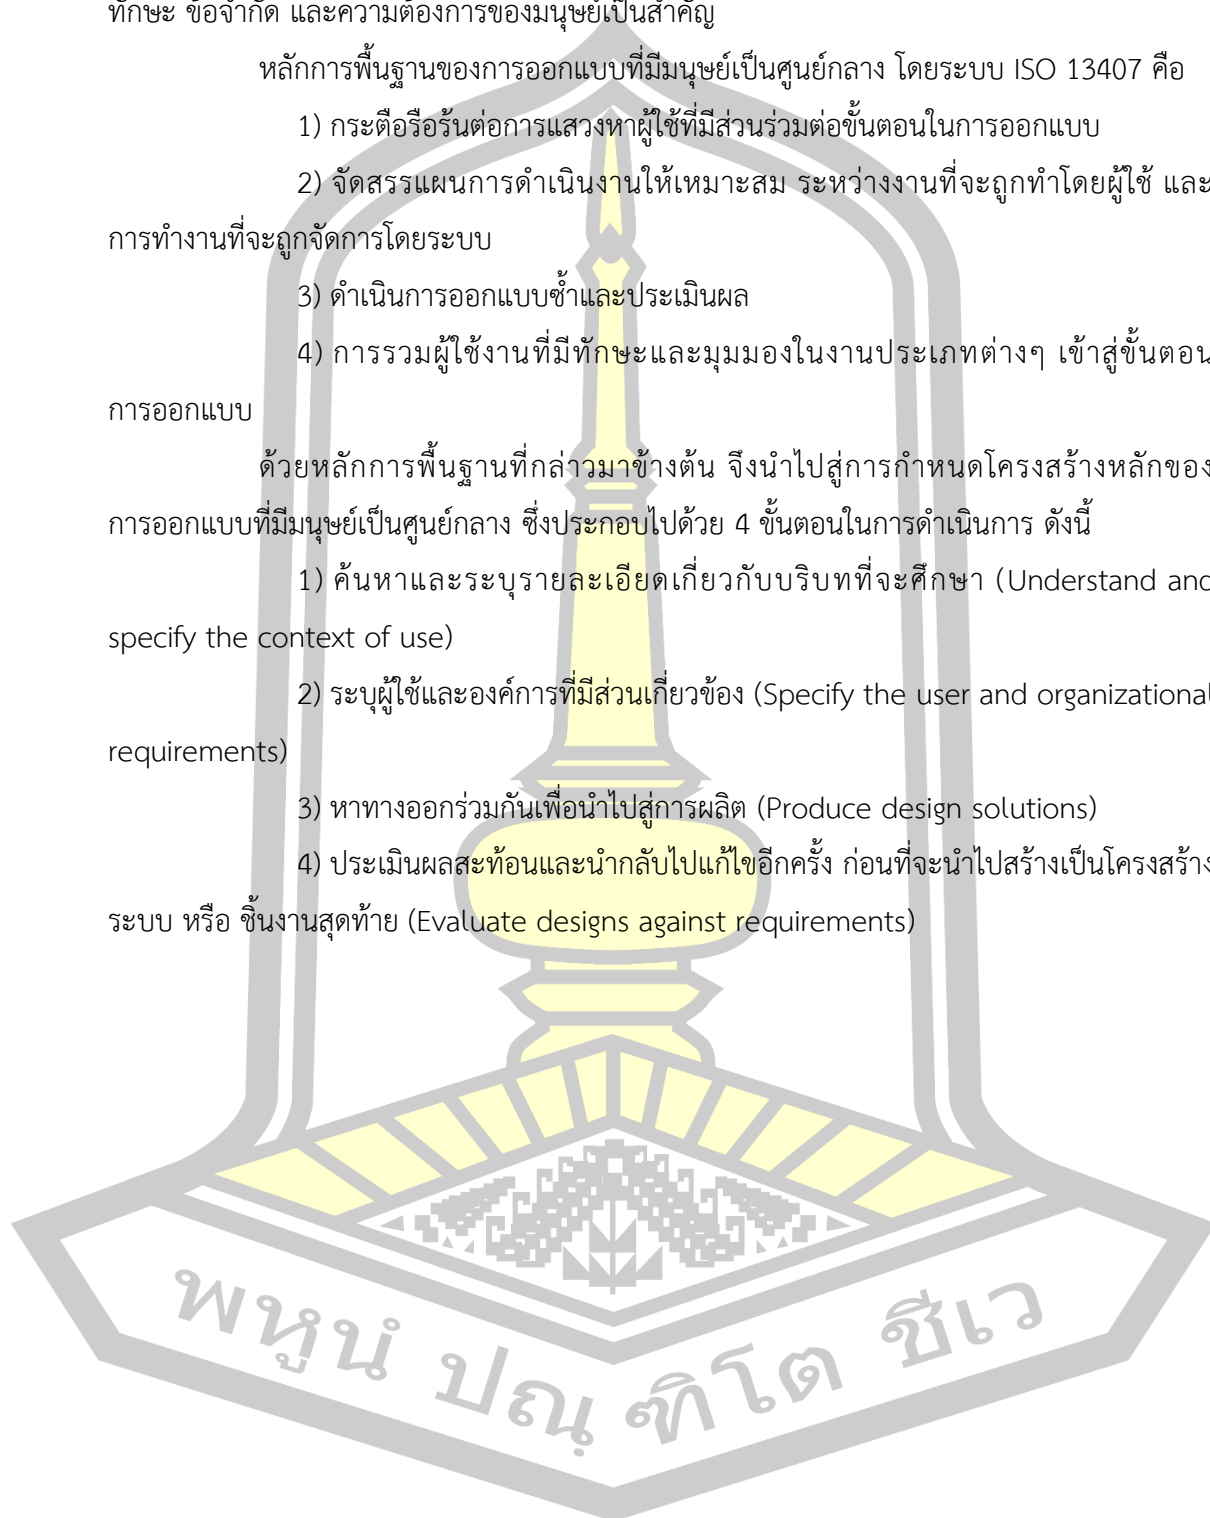 ทักษะ ข้อจำกัด และความต้องการของมนุษย์เป็นสำคัญ
หลักการพื้นฐานของการออกแบบที่มีมนุษย์เป็นศูนย์กลาง โดยระบบ ISO 13407 คือ
1) กระตือรือร้นต่อการแสวงหาผู้ใช้ที่มีส่วนร่วมต่อขั้นตอนในการออกแบบ
2) จัดสรรแผนการดำเนินงานให้เหมาะสม ระหว่างงานที่จะถูกทำโดยผู้ใช้ และ
การทำงานที่จะถูกจัดการโดยระบบ
3) ดำเนินการออกแบบซ้ำและประเมินผล
4) การรวมผู้ใช้งานที่มีทักษะและมุมมองในงานประเภทต่างๆ เข้าสู่ขั้นตอน
การออกแบบ
ด้วยหลักการพื้นฐานที่กล่าวมาข้างต้น จึงนำไปสู่การกำหนดโครงสร้างหลักของ
การออกแบบที่มีมนุษย์เป็นศูนย์กลาง ซึ่งประกอบไปด้วย 4 ขั้นตอนในการดำเนินการ ดังนี้
1) ค้นหาและระบุรายละเอียดเกี่ยวกับบริบทที่จะศึกษา (Understand and
specify the context of use)
2) ระบุผู้ใช้และองค์การที่มีส่วนเกี่ยวข้อง (Specify the user and organizational
requirements)
3) หาทางออกร่วมกันเพื่อนำไปสู่การผลิต (Produce design solutions)
4) ประเมินผลสะท้อนและนำกลับไปแก้ไขอีกครั้ง ก่อนที่จะนำไปสร้างเป็นโครงสร้าง
ระบบ หรือ ชิ้นงานสุดท้าย (Evaluate designs against requirements)
พหูนํ ปณฺฑิโต ชีเว